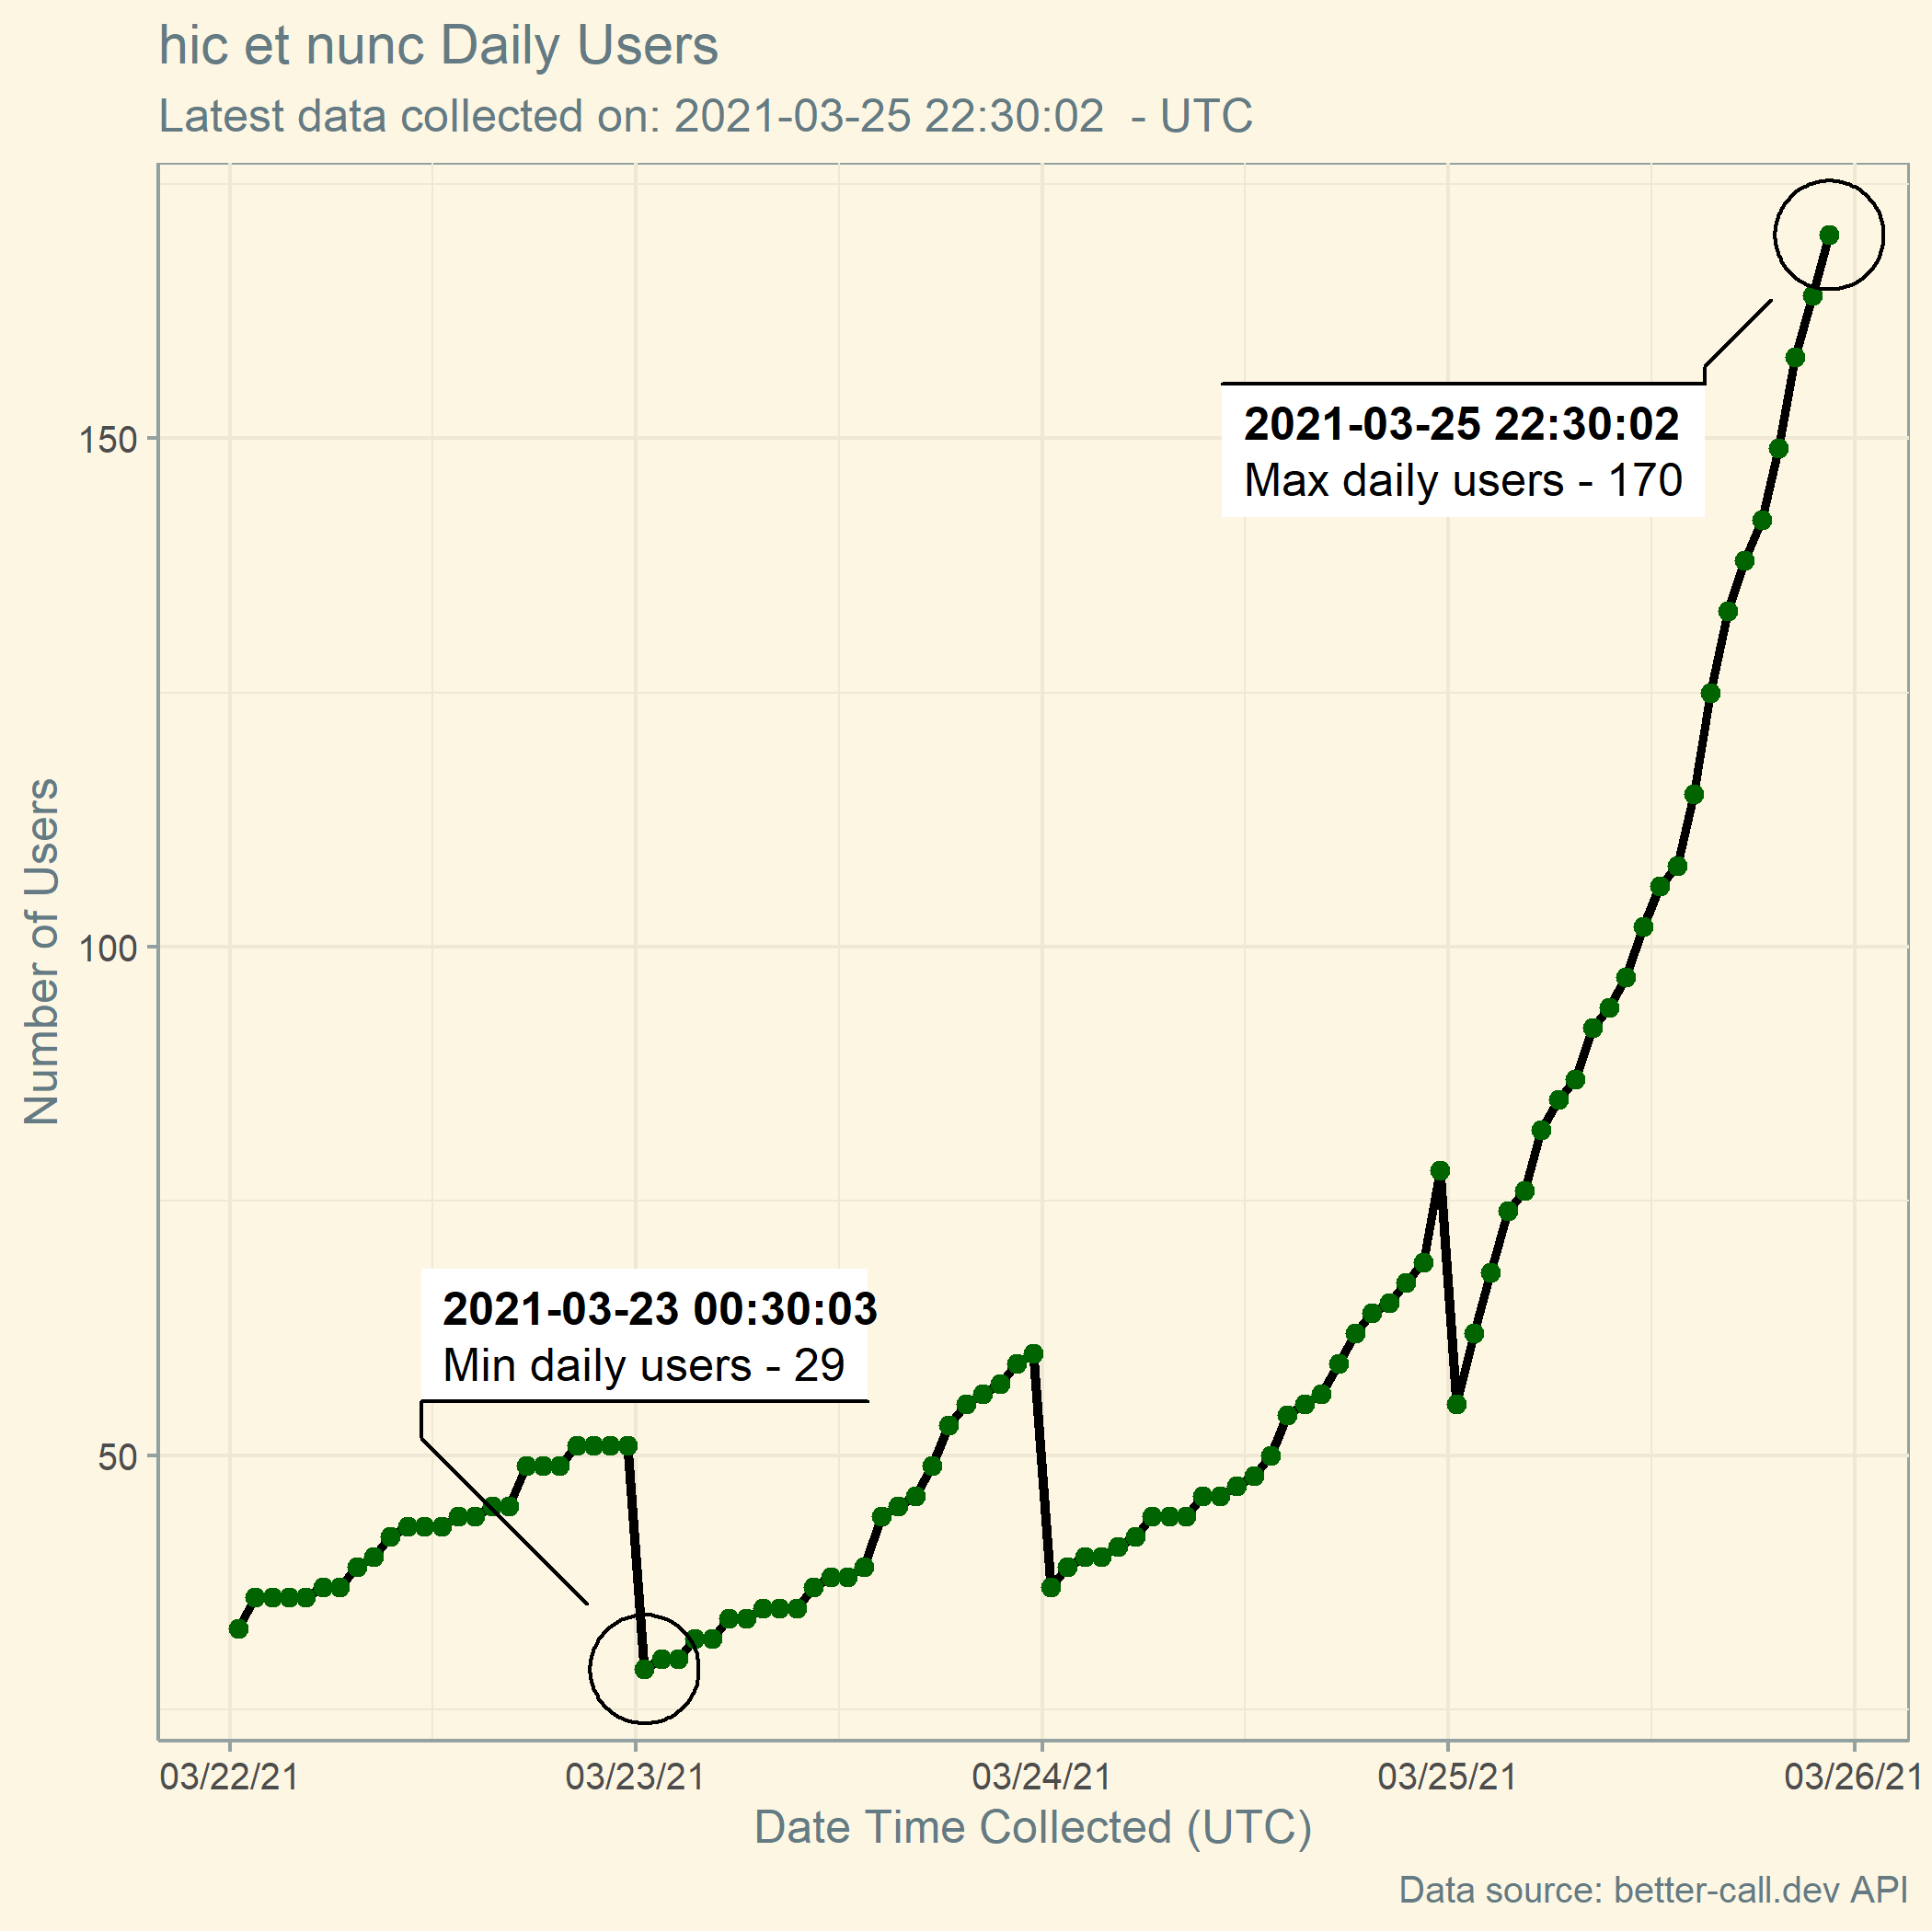 hic et nunc Daily Users
Latest data collected on: 2021-03-25 22:30:02  - UTC
2021-03-25 22:30:02
Max daily users - 170
2021-03-23 00:30:03
Min daily users - 29
Number of Users
150
100
50
03/22/21
03/23/21
03/24/21
03/25/21
03/26/21
Date Time Collected (UTC)
Data source: better-call.dev API